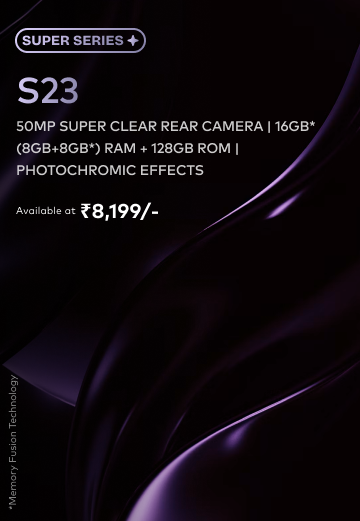 SUPER SERIES
S23
50MP SUPER CLEAR REAR CAMERA | 16GB*
(8GB+8GB*) RAM + 128GB ROM |
PHOTOCHROMIC EFFECTS
Available at ₹8,199/-
*Memory Fusion Technology